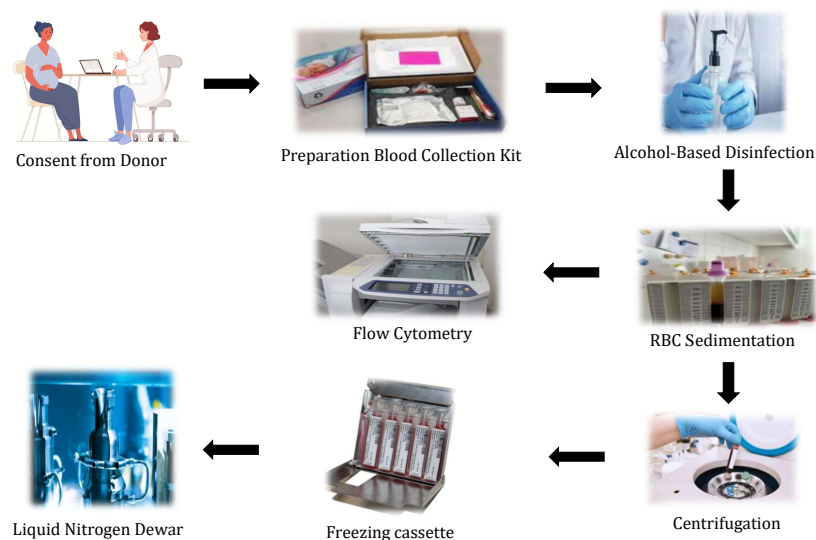 Consent from Donor
Preparation Blood Collection Kit
Alcohol-Based Disinfection
Flow Cytometry
RBC Sedimentation
Liquid Nitrogen Dewar
Freezing cassette
Centrifugation